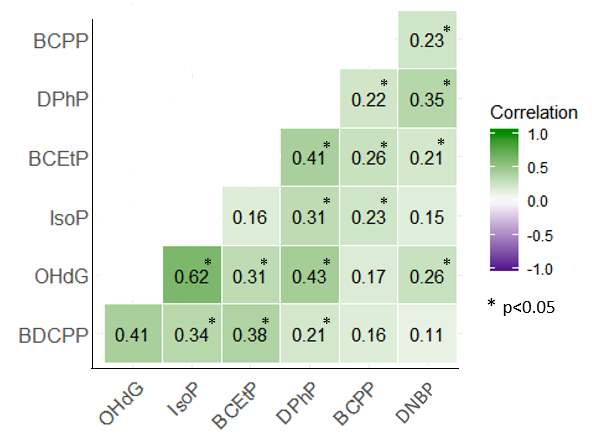 BCPP 0.23*
DPhP 0.22* 0.35*
BCEtP 0.41* 0.26* 0.21*
IsoP 0.16 0.31* 0.23* 0.15
OHdG 0.62* 0.31* 0.43* 0.17 0.26*
BDCPP 0.41 0.34* 0.38* 0.21* 0.16 0.11
OHdG IsoP BCEtP DPhP BCPP DNBP
Correlation
1.0
0.5
0.0
-0.5
-1.0
* p<0.05